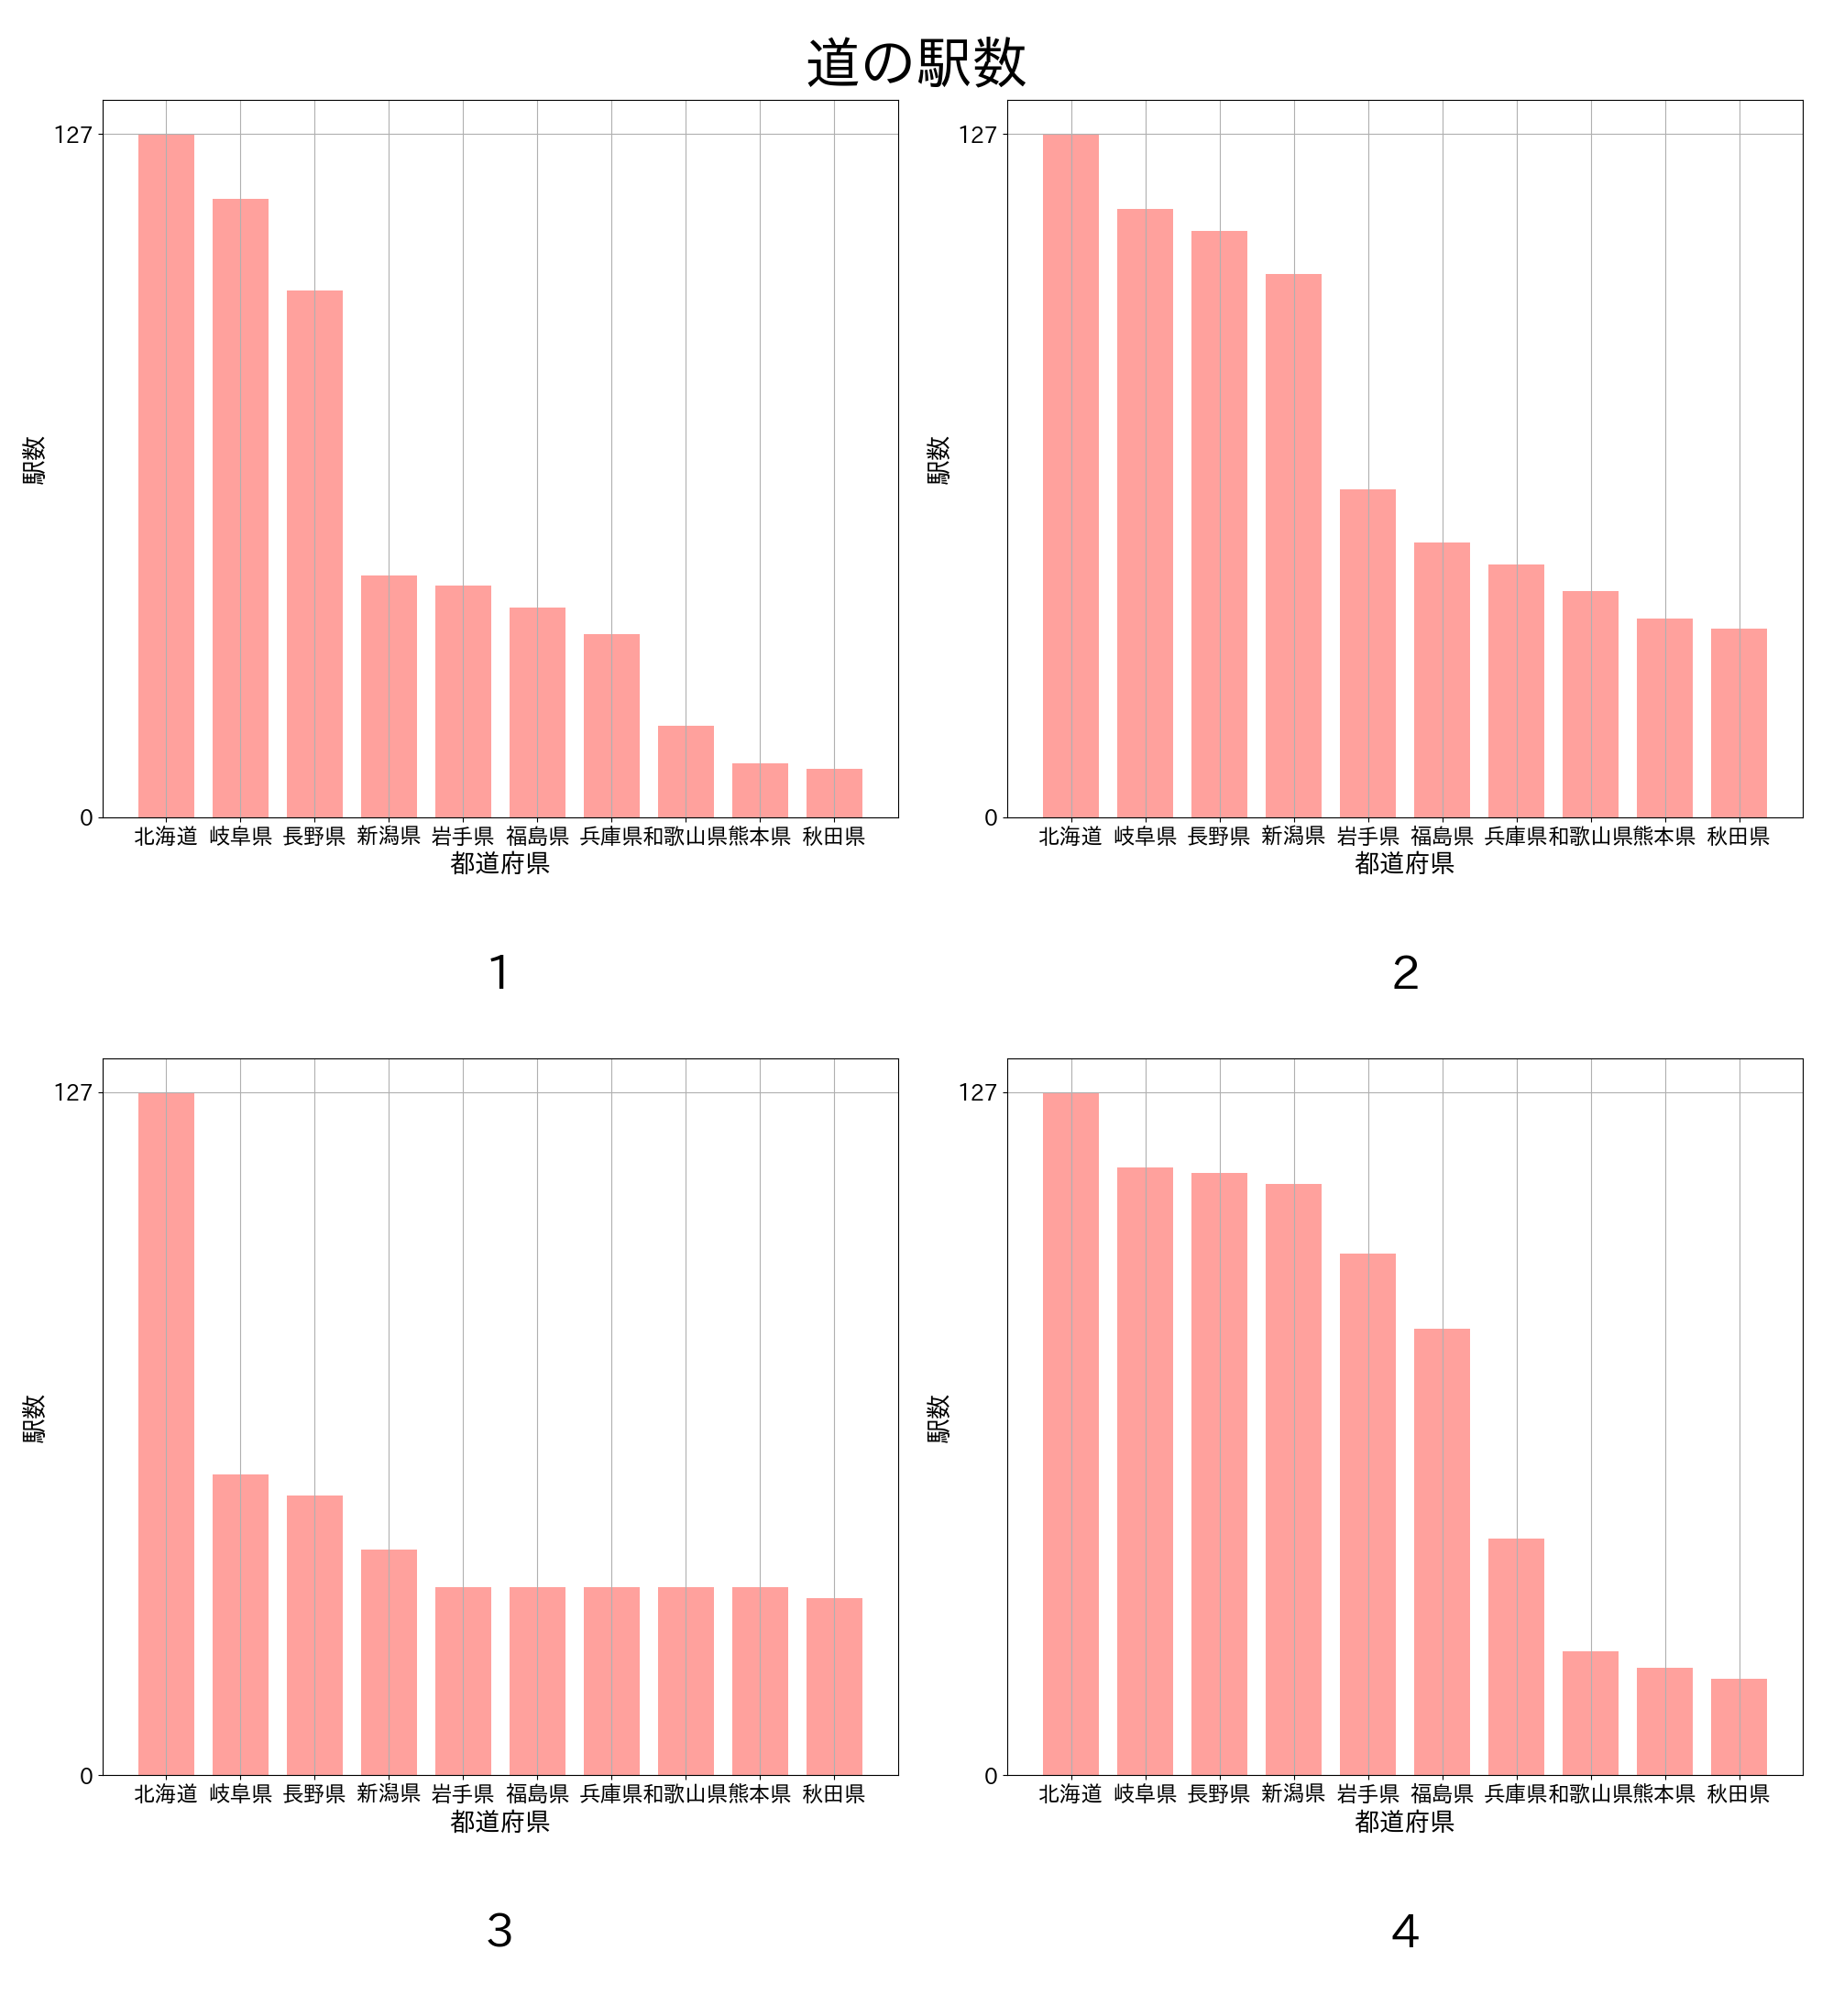 道の駅数
127
駅数
0
北海道 岐阜県 長野県 新潟県 岩手県 福島県 兵庫県 和歌山県 熊本県 秋田県
都道府県
1
127
駅数
0
北海道 岐阜県 長野県 新潟県 岩手県 福島県 兵庫県 和歌山県 熊本県 秋田県
都道府県
2
127
駅数
0
北海道 岐阜県 長野県 新潟県 岩手県 福島県 兵庫県 和歌山県 熊本県 秋田県
都道府県
3
127
駅数
0
北海道 岐阜県 長野県 新潟県 岩手県 福島県 兵庫県 和歌山県 熊本県 秋田県
都道府県
4